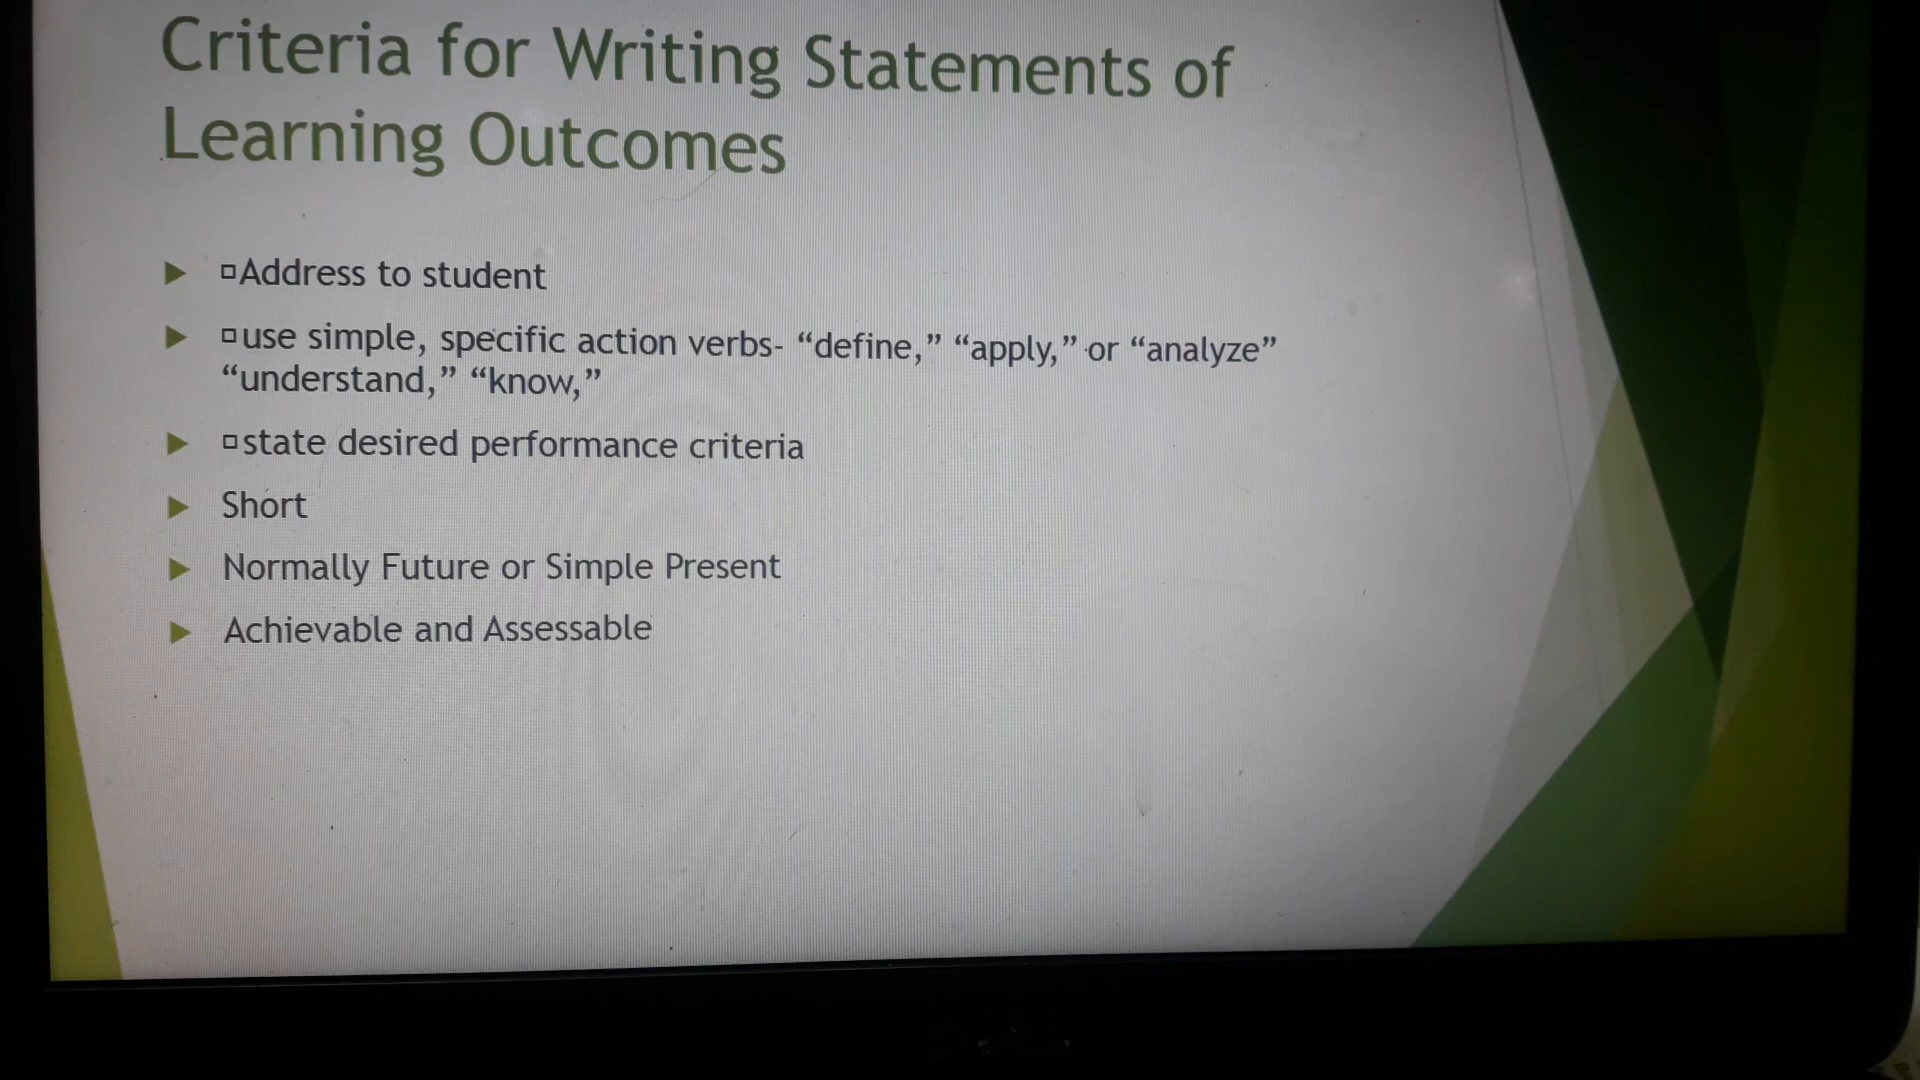 Criteria for Writing Statements of
Learning Outcomes
▶ □Address to student
▶ □use simple, specific action verbs- “define,” “apply,” or “analyze”
“understand,” “know,”
▶ □state desired performance criteria
▶ Short
▶ Normally Future or Simple Present
▶ Achievable and Assessable